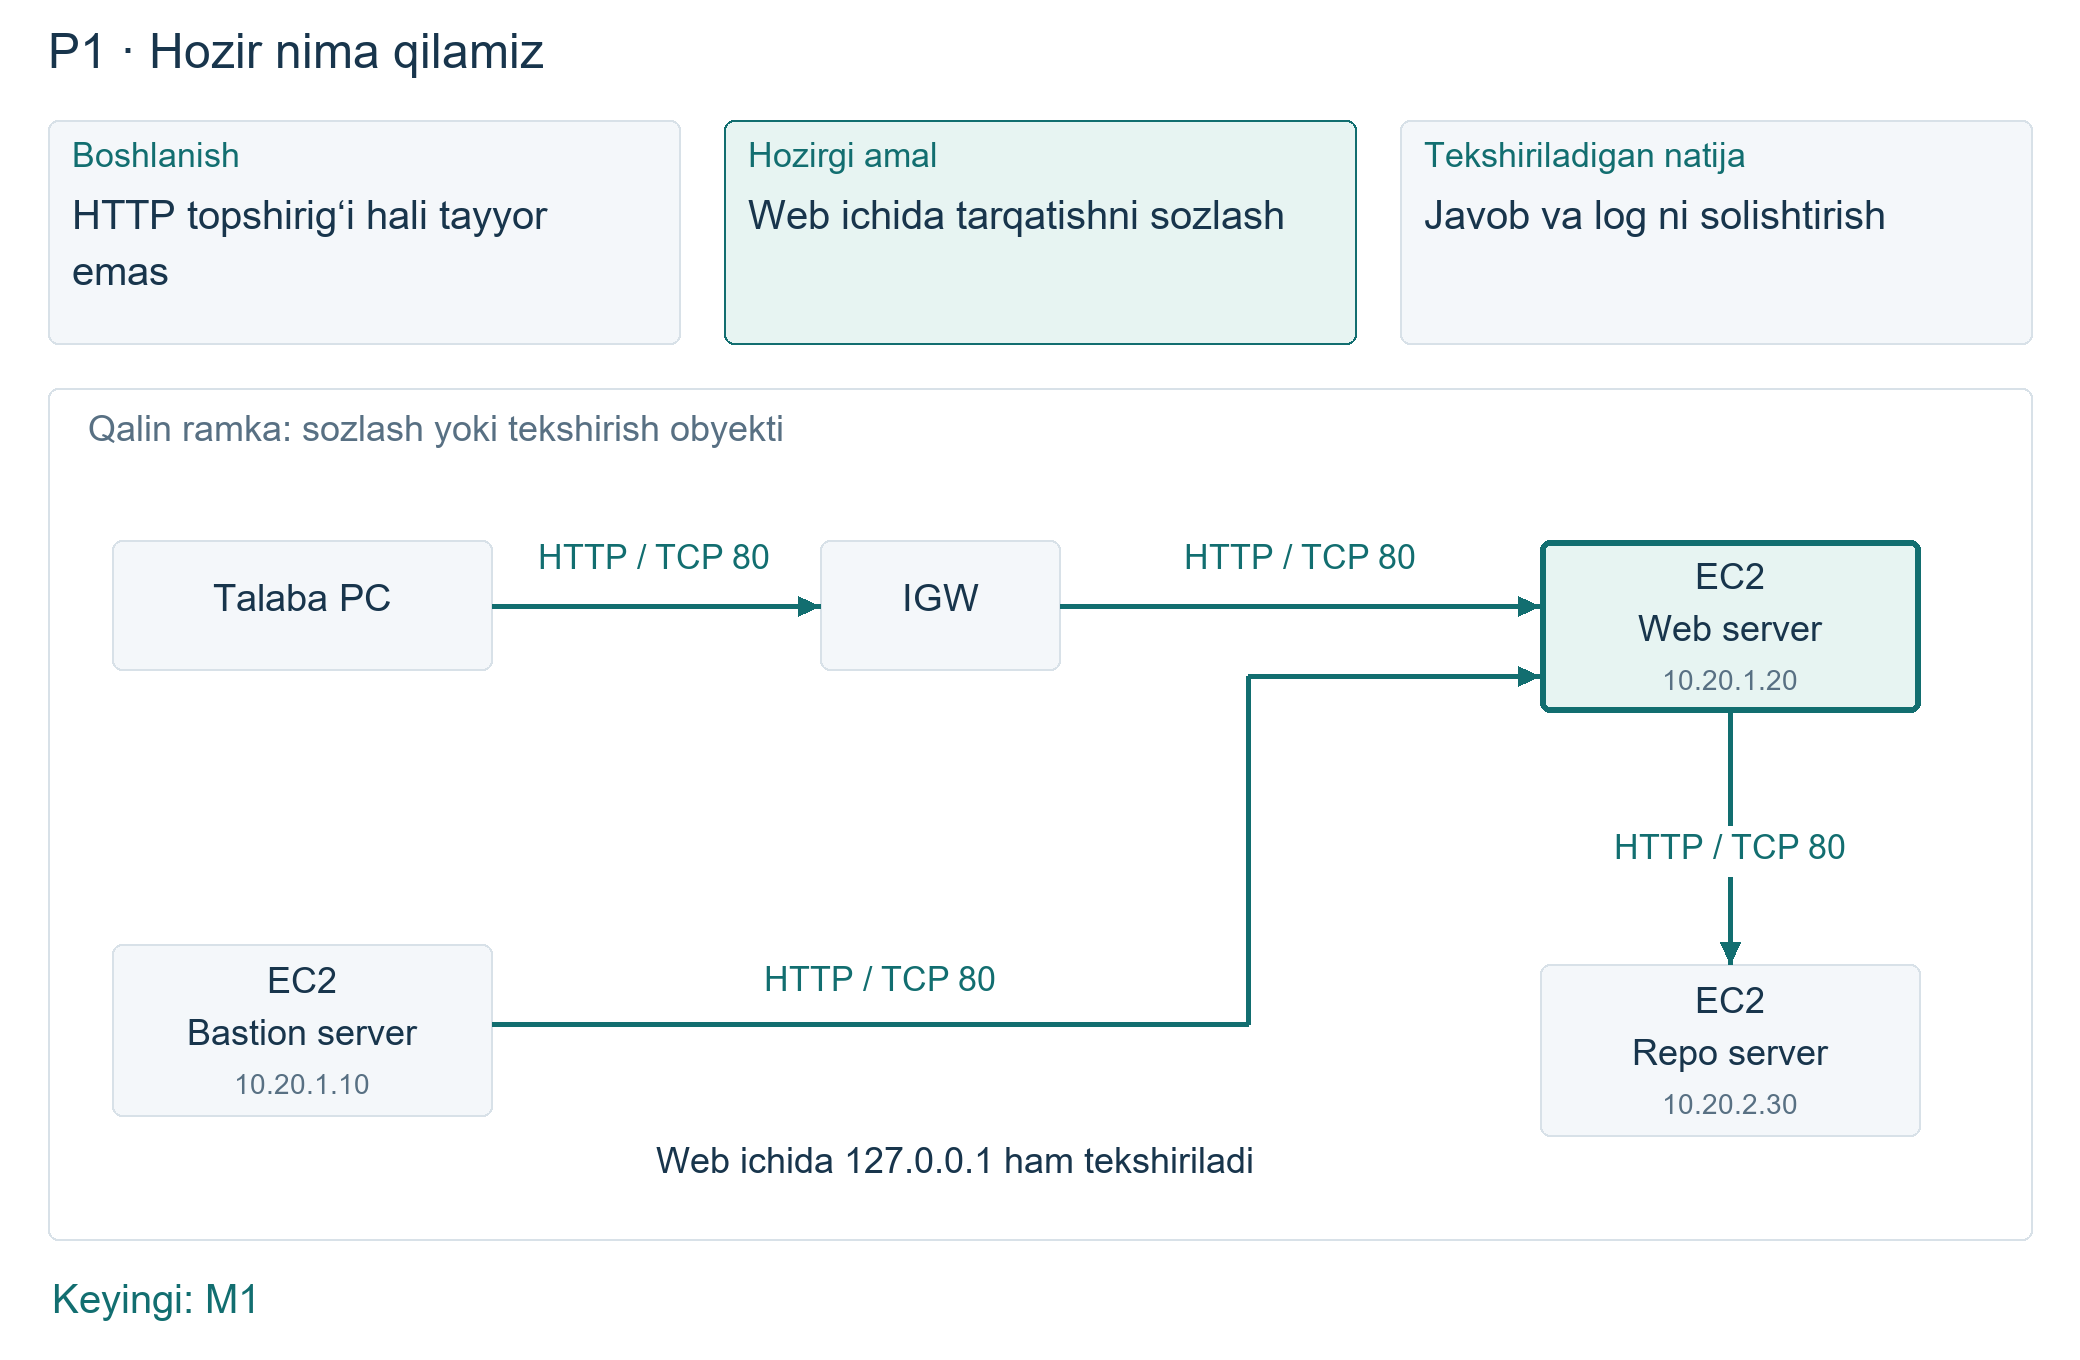 P1 · Hozir nima qilamiz
Boshlanish
HTTP topshirig‘i hali tayyor
emas
Hozirgi amal
Web ichida tarqatishni sozlash
Tekshiriladigan natija
Javob va log ni solishtirish
Qalin ramka: sozlash yoki tekshirish obyekti
Talaba PC
HTTP / TCP 80
IGW
HTTP / TCP 80
EC2
Web server
10.20.1.20
HTTP / TCP 80
EC2
Bastion server
10.20.1.10
HTTP / TCP 80
EC2
Repo server
10.20.2.30
Web ichida 127.0.0.1 ham tekshiriladi
Keyingi: M1